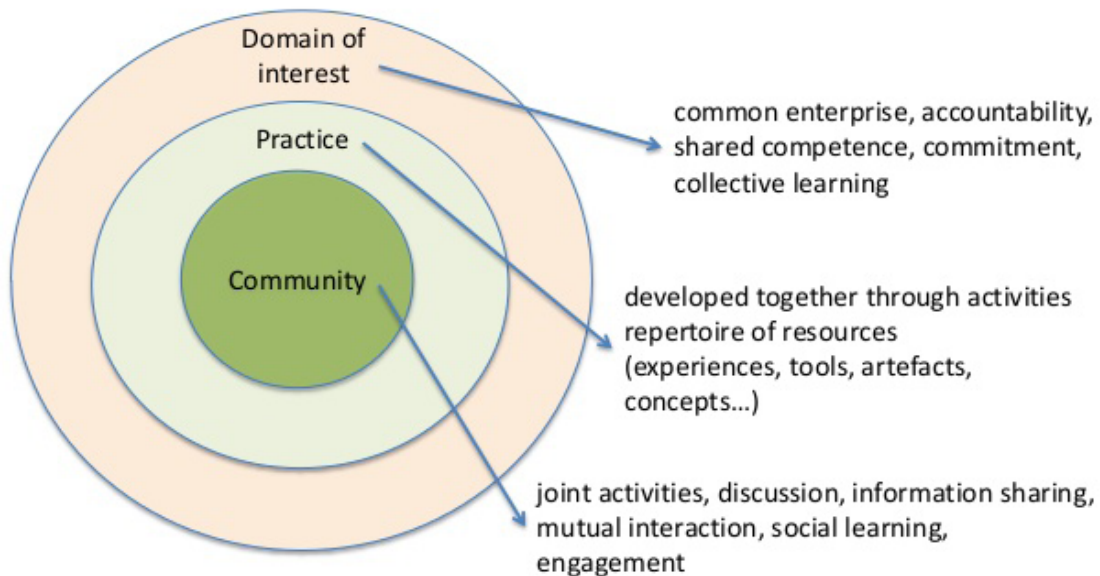 Domain of
interest
Practice
Community
common enterprise, accountability,
shared competence, commitment,
collective learning
developed together through activities
repertoire of resources
(experiences, tools, artefacts,
concepts…)
joint activities, discussion, information sharing,
mutual interaction, social learning,
engagement